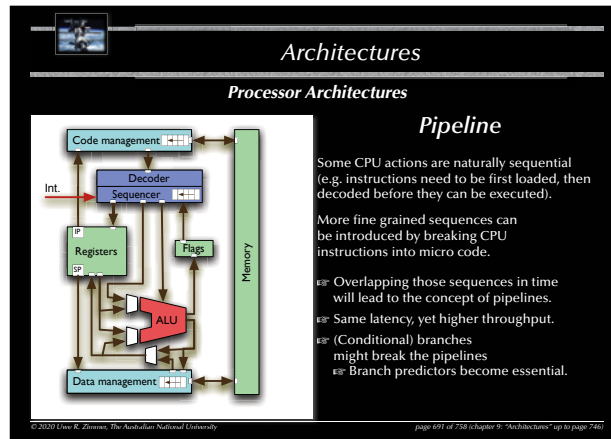 Architectures
Processor Architectures
Code management
Decoder
Sequencer
Int.
IP
Registers
SP
Flags
ALU
Memory
Data management
Pipeline
Some CPU actions are naturally sequential
(e.g. instructions need to be first loaded, then
decoded before they can be executed).
More fine grained sequences can
be introduced by breaking CPU
instructions into micro code.
☞ Overlapping those sequences in time
will lead to the concept of pipelines.
☞ Same latency, yet higher throughput.
☞ (Conditional) branches
might break the pipelines
☞ Branch predictors become essential.
© 2020 Uwe R. Zimmer, The Australian National University
page 691 of 758 (chapter 9: "Architectures" up to page 746)